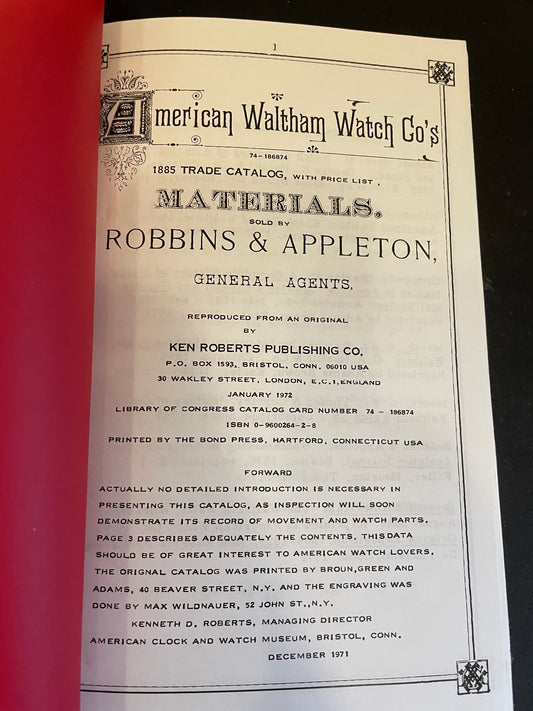 1
American Waltham Watch Co's
74-186874
1885 TRADE CATALOG, WITH PRICE LIST,
MATERIALS.
SOLD BY
ROBBINS & APPLETON,
GENERAL AGENTS,
REPRODUCED FROM AN ORIGINAL
BY
KEN ROBERTS PUBLISHING CO.
P.O. BOX 1593, BRISTOL, CONN. 06010 USA
30 WAKLEY STREET, LONDON, E.C.1, ENGLAND
JANUARY 1972
LIBRARY OF CONGRESS CATALOG CARD NUMBER 74 - 186874
ISBN 0-9600264-2-8
PRINTED BY THE BOND PRESS, HARTFORD, CONNECTICUT USA
FORWARD
ACTUALLY NO DETAILED INTRODUCTION IS NECESSARY IN
PRESENTING THIS CATALOG, AS INSPECTION WILL SOON
DEMONSTRATE ITS RECORD OF MOVEMENT AND WATCH PARTS.
PAGE 3 DESCRIBES ADEQUATELY THE CONTENTS. THIS DATA
SHOULD BE OF GREAT INTEREST TO AMERICAN WATCH LOVERS.
THE ORIGNAL CATALOG WAS PRINTED BY BROUN, GREEN AND
ADAMS, 40 BEAVER STREET, N.Y. AND THE ENGRAVING WAS
DONE BY MAX WILDNAUER, 52 JOHN ST., N.Y.
KENNETH D. ROBERTS, MANAGING DIRECTOR
AMERICAN CLOCK AND WATCH MUSEUM, BRISTOL, CONN.
DECEMBER 1971